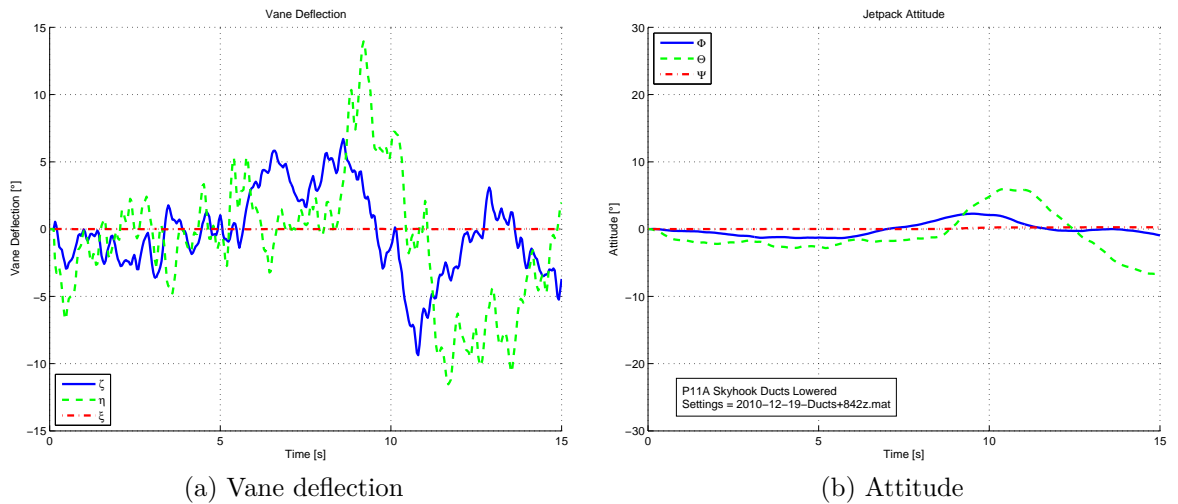 Vane Deflection
15
10
5
0
−5
−10
−15
Vane Deflection [°]
ζ
η
ξ
0
5
10
15
Time [s]
(a) Vane deflection
Jetpack Attitude
30
20
10
0
−10
−20
−30
Attitude [°]
Φ
Θ
Ψ
P11A Skyhook Ducts Lowered
Settings = 2010−12−19−Ducts+842z.mat
0
5
10
15
Time [s]
(b) Attitude